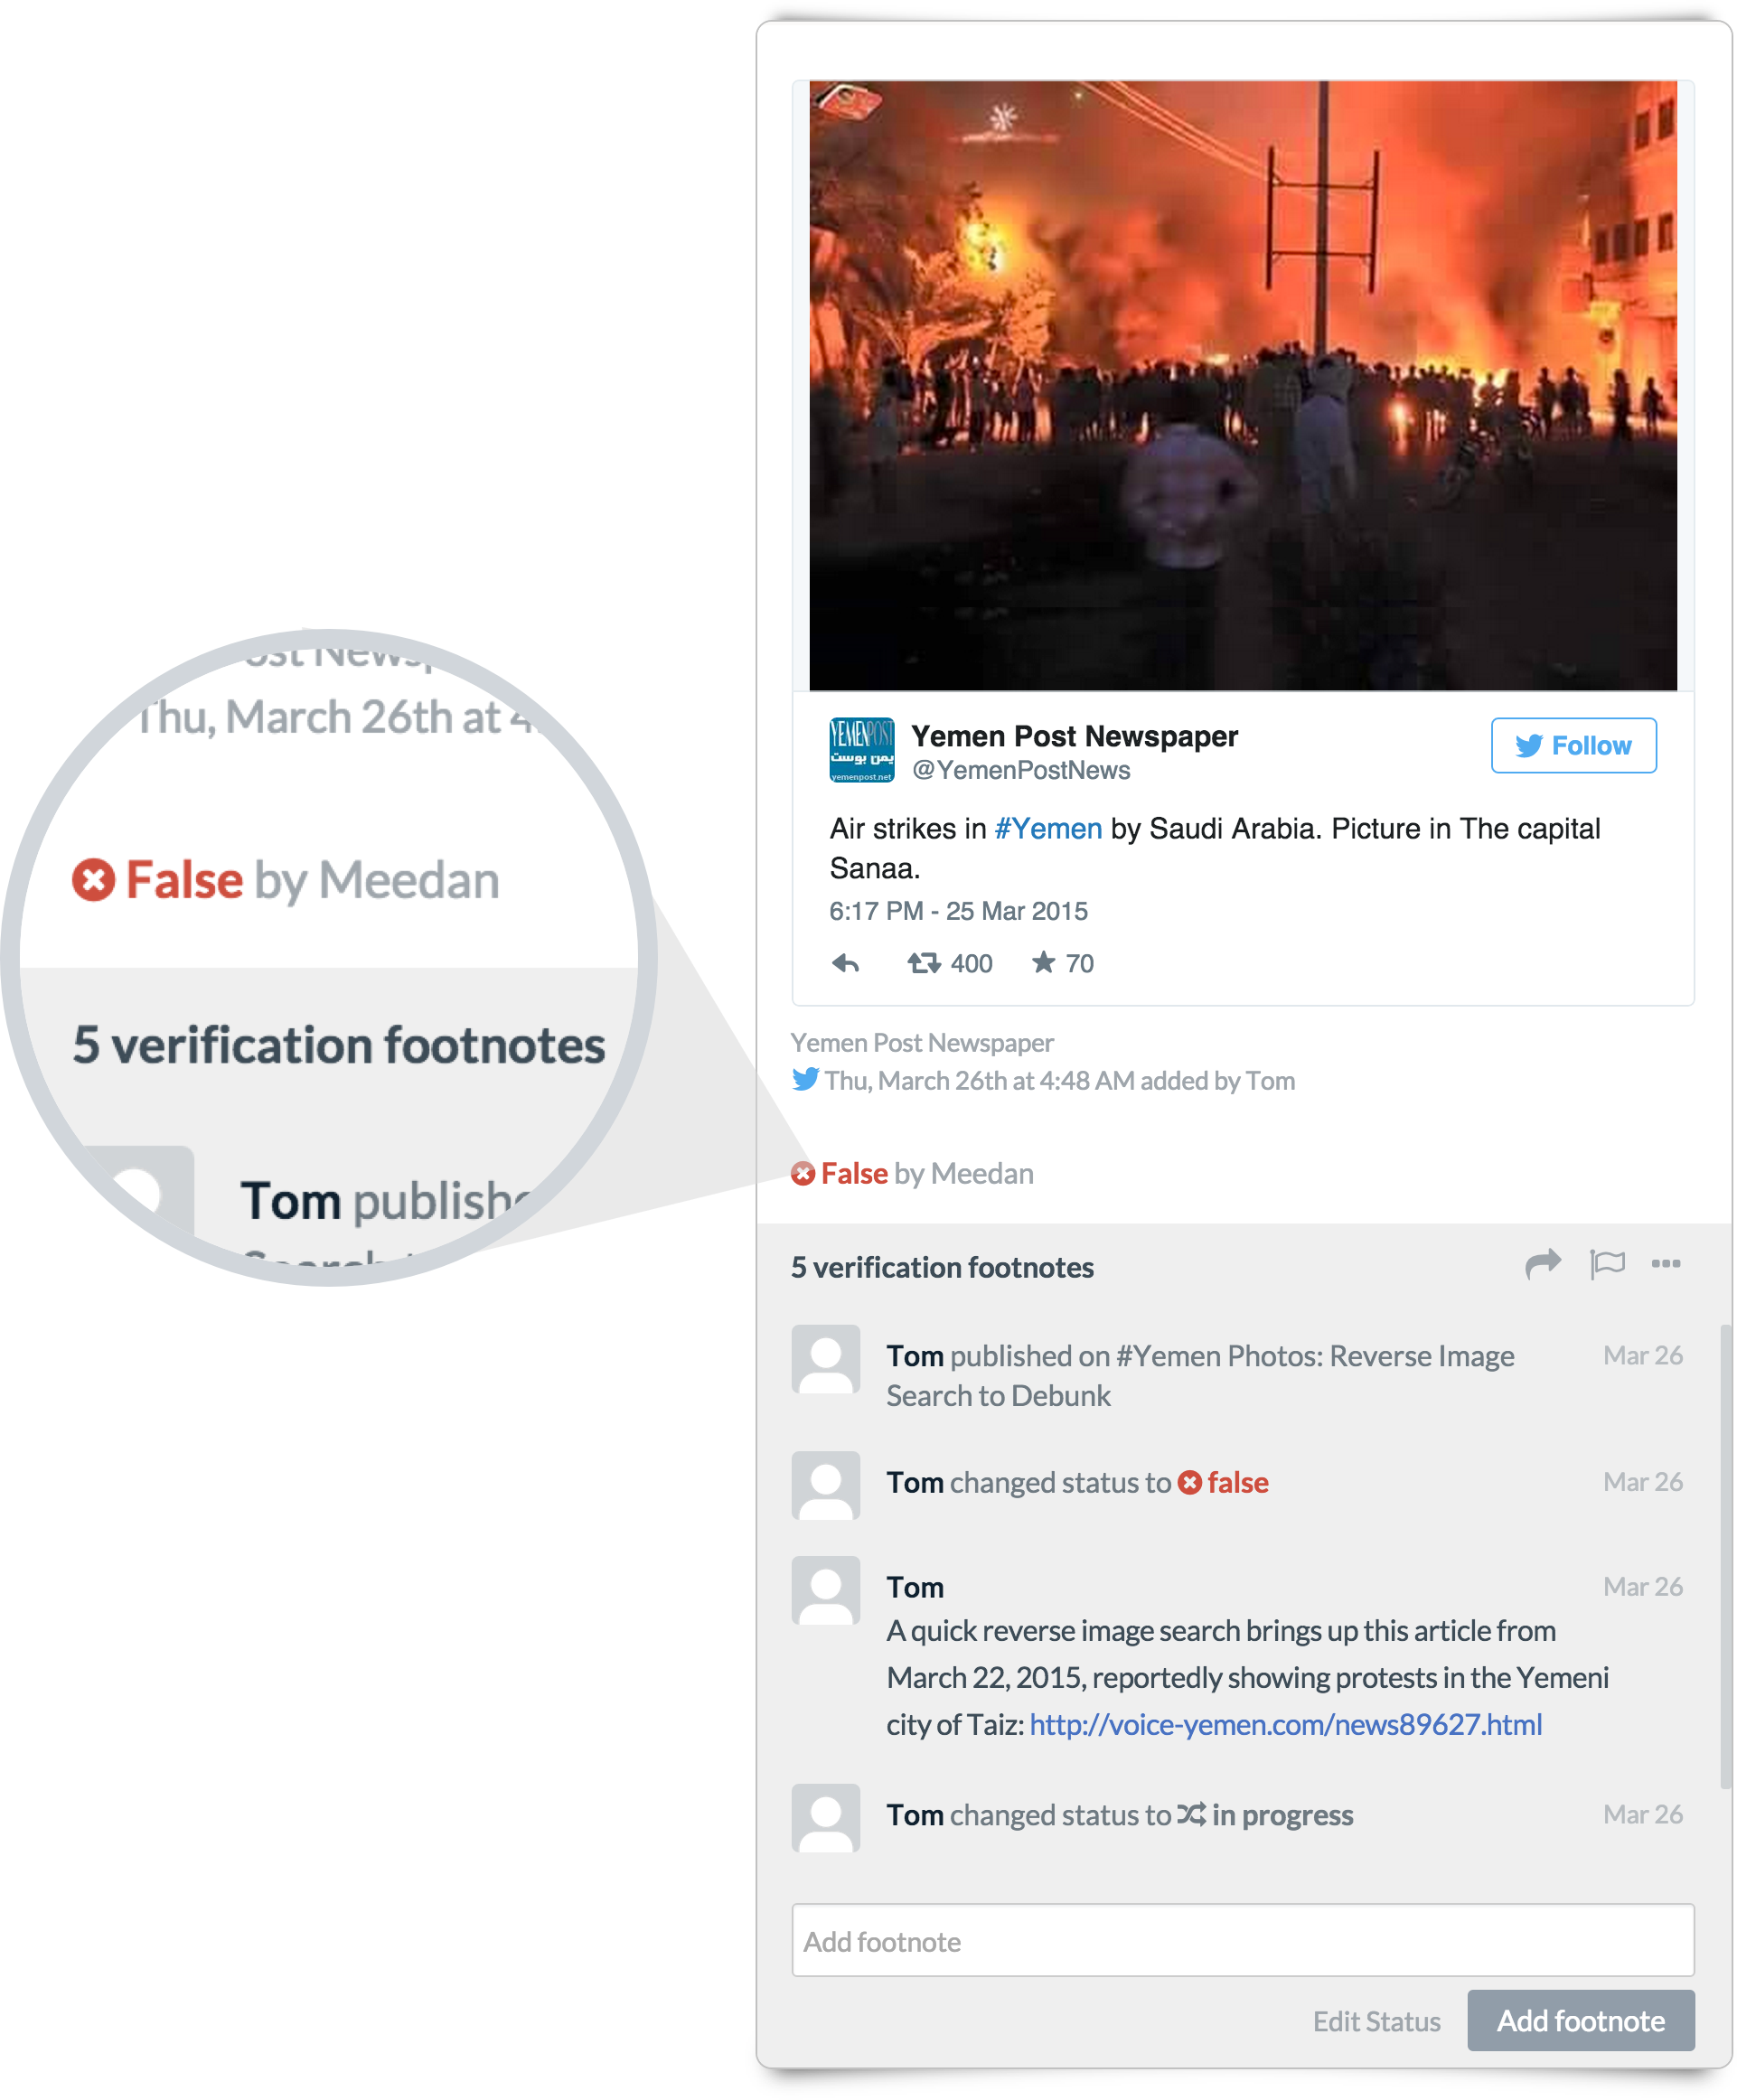 YEMENPOST
يمن بوست
yemenpost.net
Yemen Post Newspaper
@YemenPostNews
Follow
Air strikes in #Yemen by Saudi Arabia. Picture in The capital
Sanaa.
6:17 PM - 25 Mar 2015
400 70
Yemen Post Newspaper
Thu, March 26th at 4:48 AM added by Tom
False by Meedan
5 verification footnotes
Tom published on #Yemen Photos: Reverse Image Mar 26
Search to Debunk
Tom changed status to false Mar 26
Tom Mar 26
A quick reverse image search brings up this article from
March 22, 2015, reportedly showing protests in the Yemeni
city of Taiz: http://voice-yemen.com/news89627.html
Tom changed status to in progress Mar 26
Add footnote
Edit Status Add footnote
ost Newsp
Thu, March 26th at 4
False by Meedan
5 verification footnotes
Tom publishe
Search t